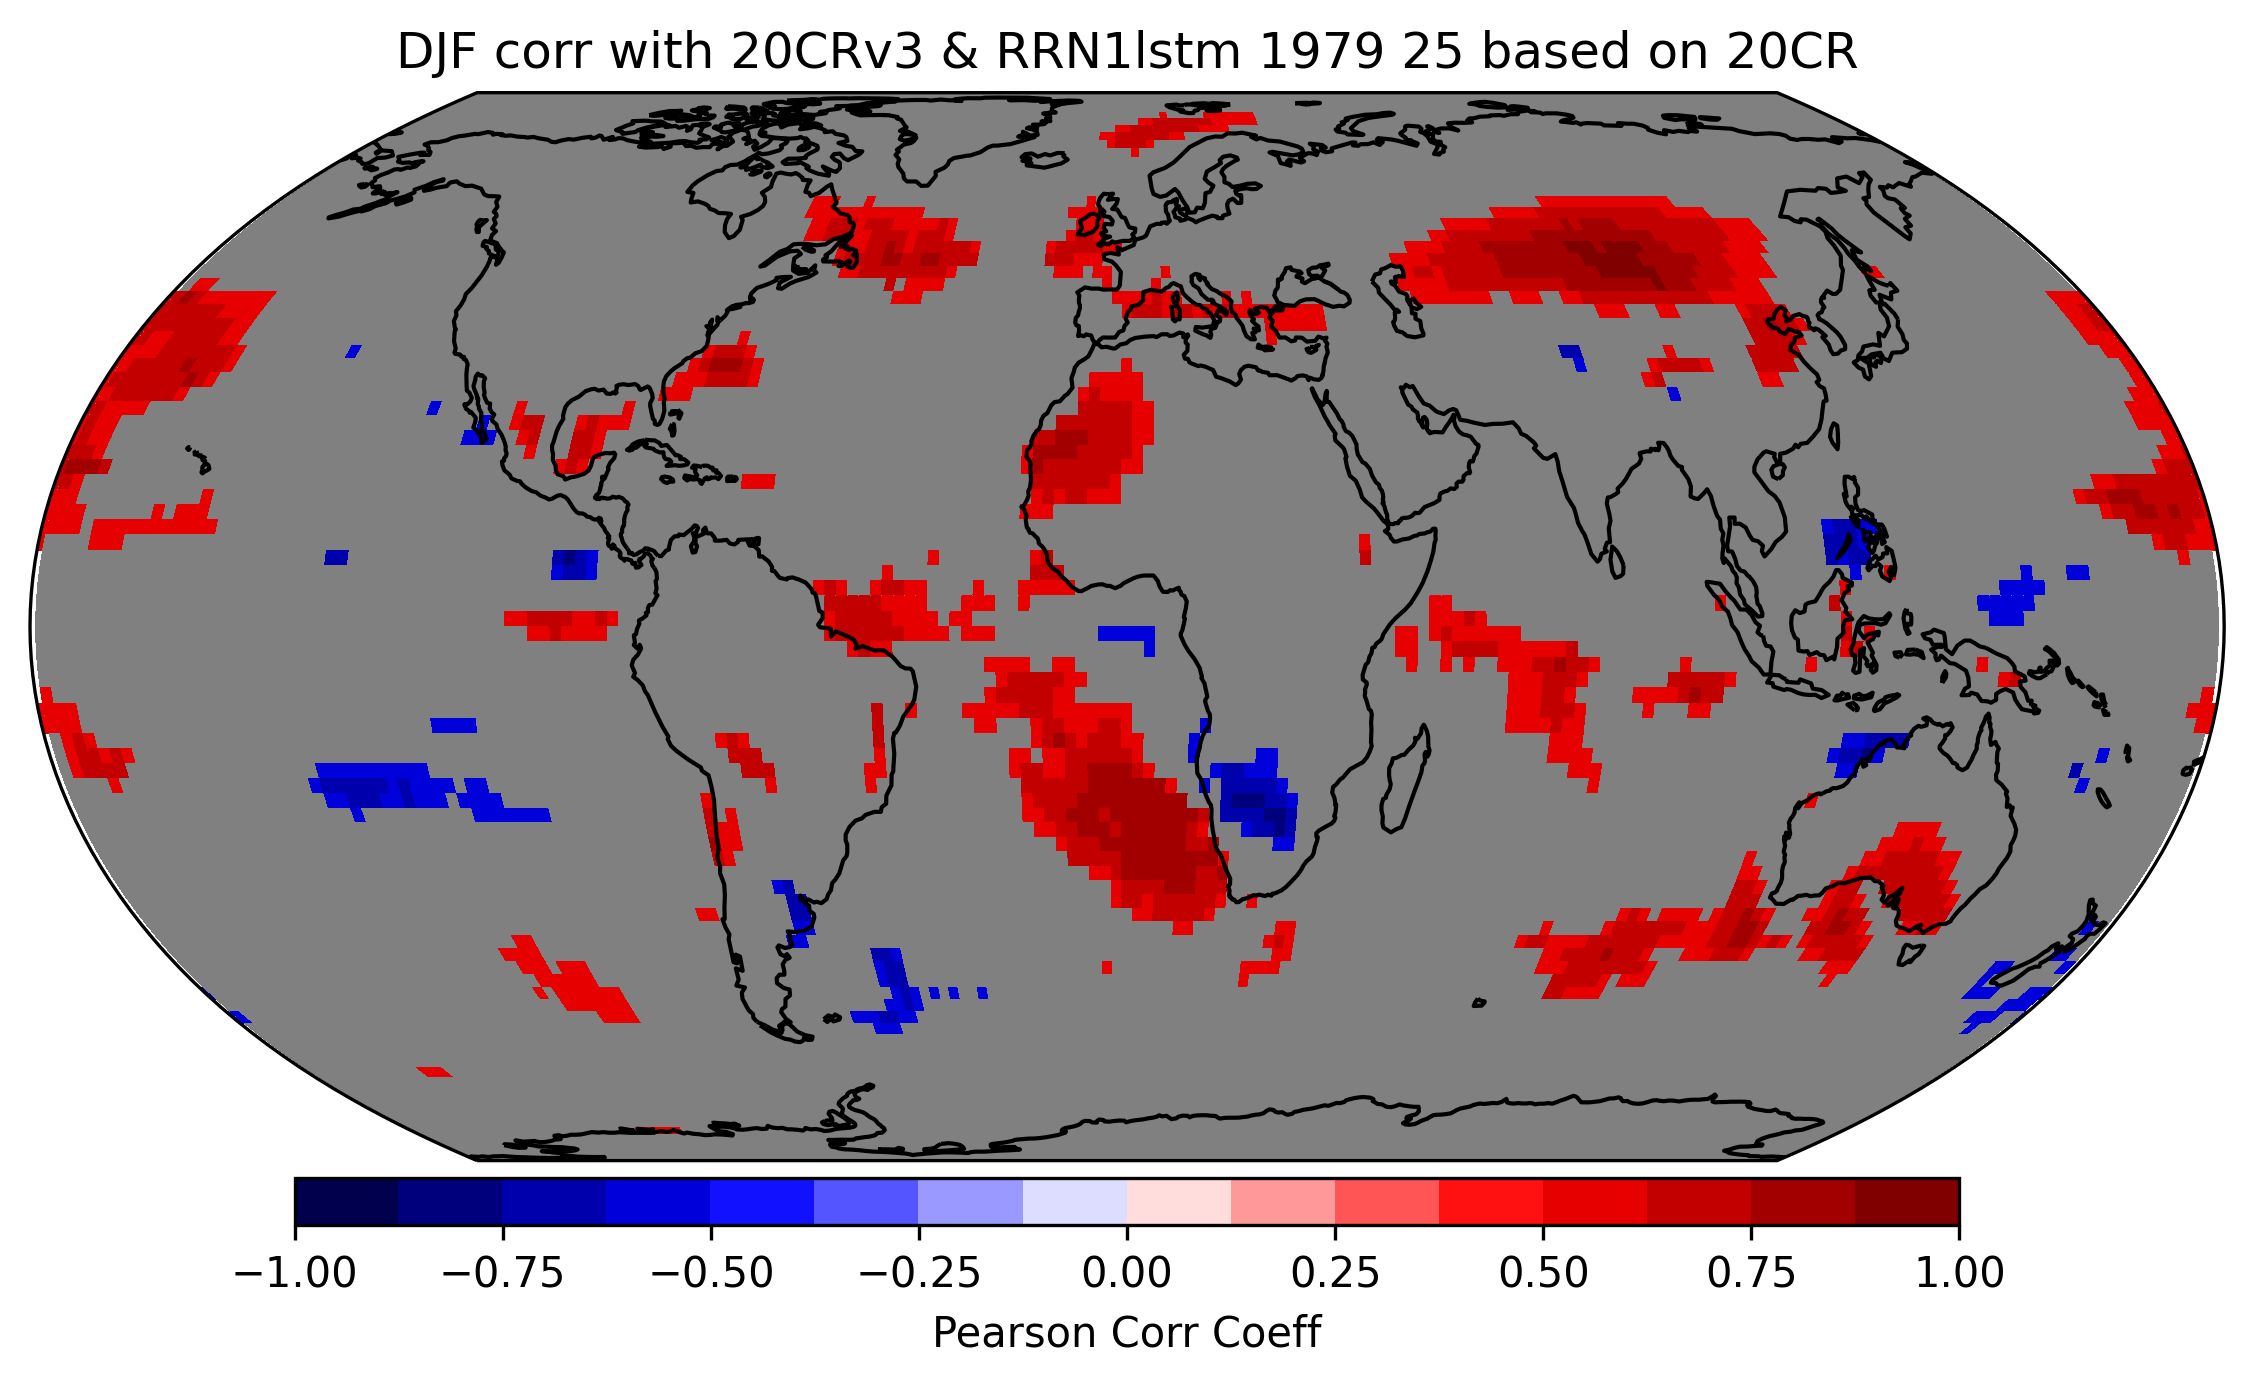 DJF corr with 20CRv3 & RRN1lstm 1979 25 based on 20CR
−1.00 −0.75 −0.50 −0.25 0.00 0.25 0.50 0.75 1.00
Pearson Corr Coeff